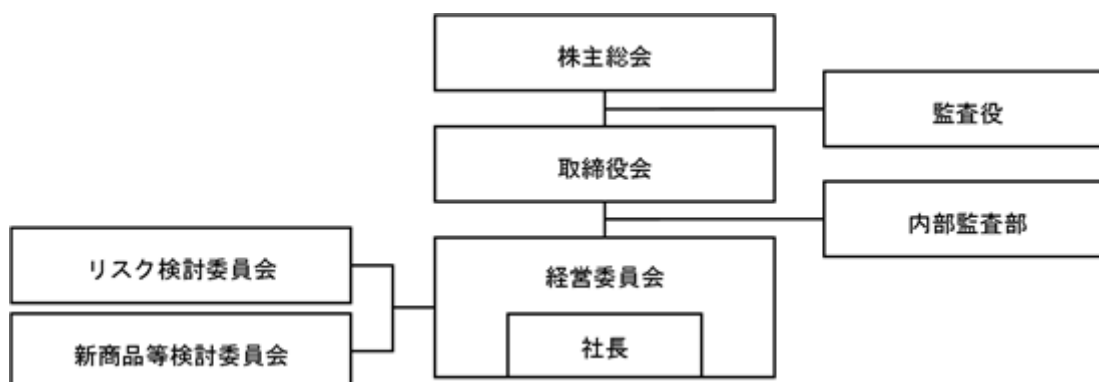 株主総会
監査役
取締役会
内部監査部
リスク検討委員会
経営委員会
社長
新商品等検討委員会